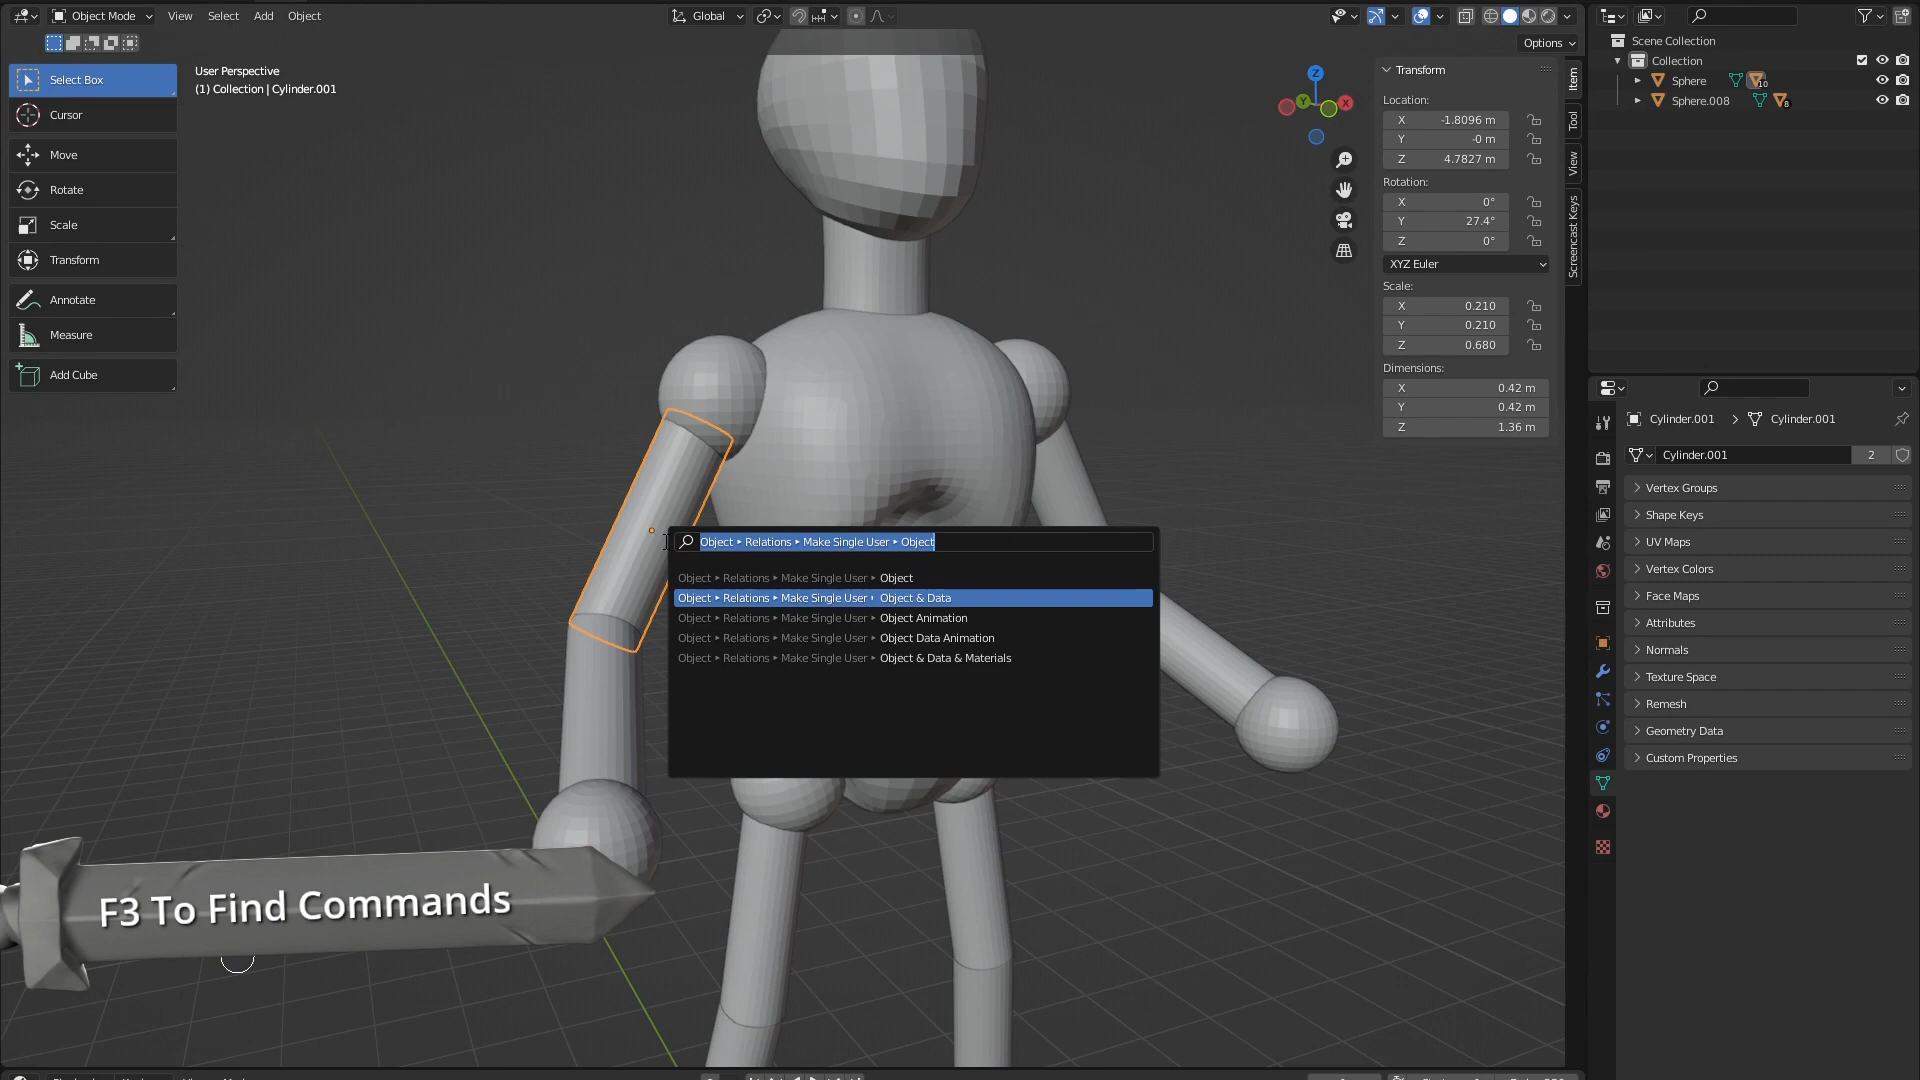 Object Mode View Select Add Object Global
Options
Select Box
Cursor
Move
Rotate
Scale
Transform
Annotate
Measure
Add Cube
User Perspective
(1) Collection | Cylinder.001
Z
Y
X
Transform
Location:
X -1.8096 m
Y -0 m
Z 4.7827 m
Rotation:
X 0°
Y 27.4°
Z 0°
XYZ Euler
Scale:
X 0.210
Y 0.210
Z 0.680
Dimensions:
X 0.42 m
Y 0.42 m
Z 1.36 m
Item
Tool
View
Screencast Keys
Object ▸ Relations ▸ Make Single User ▸ Object
Object ▸ Relations ▸ Make Single User ▸ Object
Object ▸ Relations ▸ Make Single User ▸ Object & Data
Object ▸ Relations ▸ Make Single User ▸ Object Animation
Object ▸ Relations ▸ Make Single User ▸ Object Data Animation
Object ▸ Relations ▸ Make Single User ▸ Object & Data & Materials
F3 To Find Commands
Scene Collection
Collection
Sphere 10
Sphere.008 8
Cylinder.001 > Cylinder.001
Cylinder.001 2
Vertex Groups
Shape Keys
UV Maps
Vertex Colors
Face Maps
Attributes
Normals
Texture Space
Remesh
Geometry Data
Custom Properties